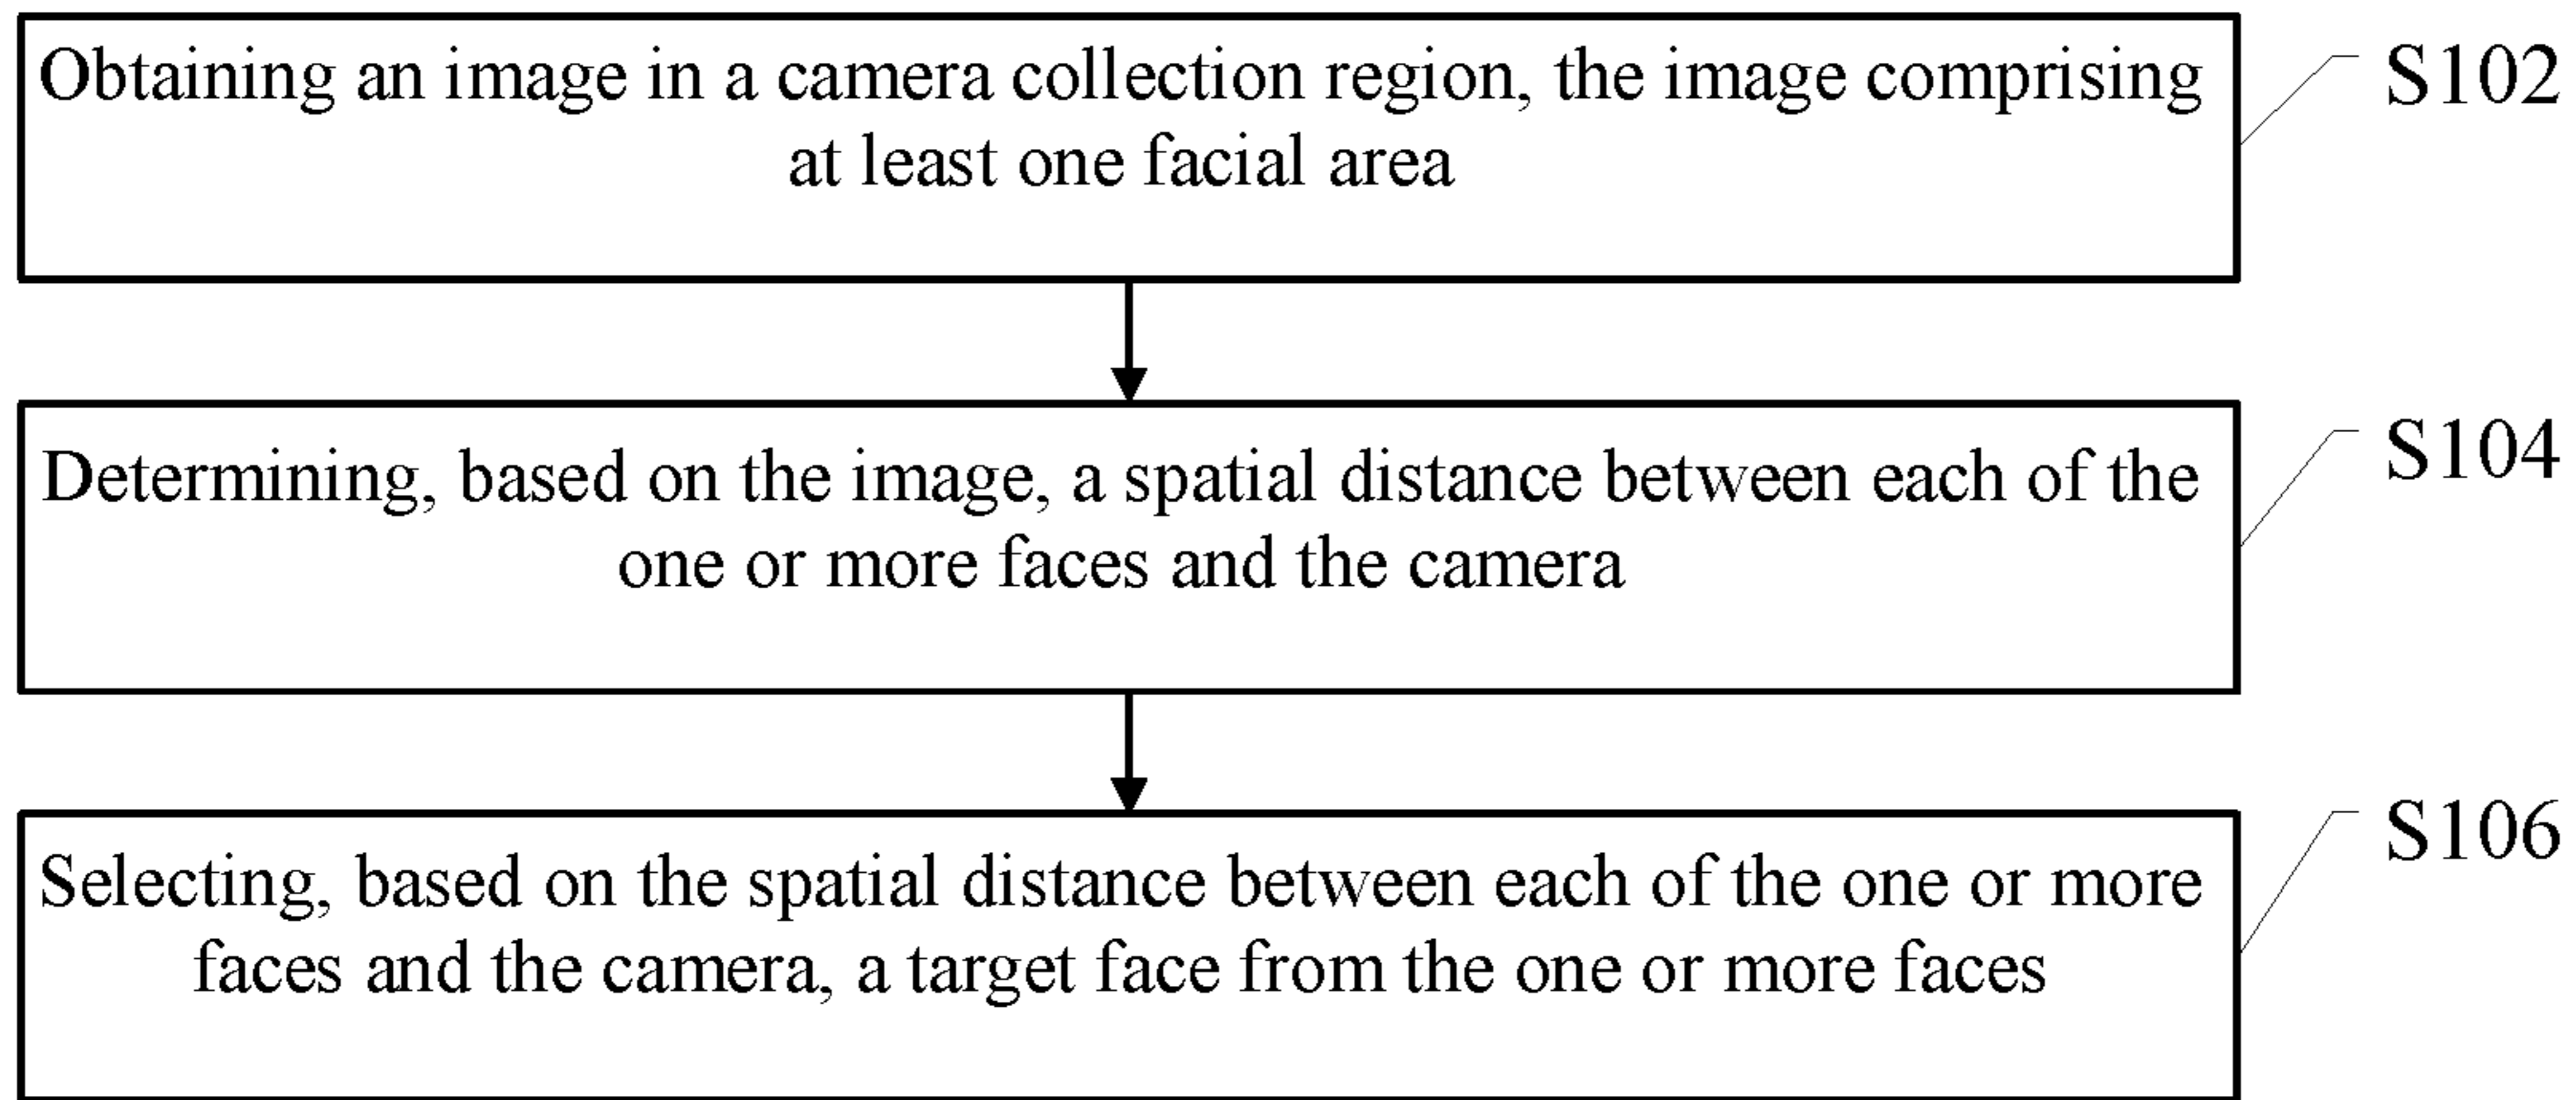 Obtaining an image in a camera collection region, the image comprising
at least one facial area
S102
Determining, based on the image, a spatial distance between each of the
one or more faces and the camera
S104
Selecting, based on the spatial distance between each of the one or more
faces and the camera, a target face from the one or more faces
S106